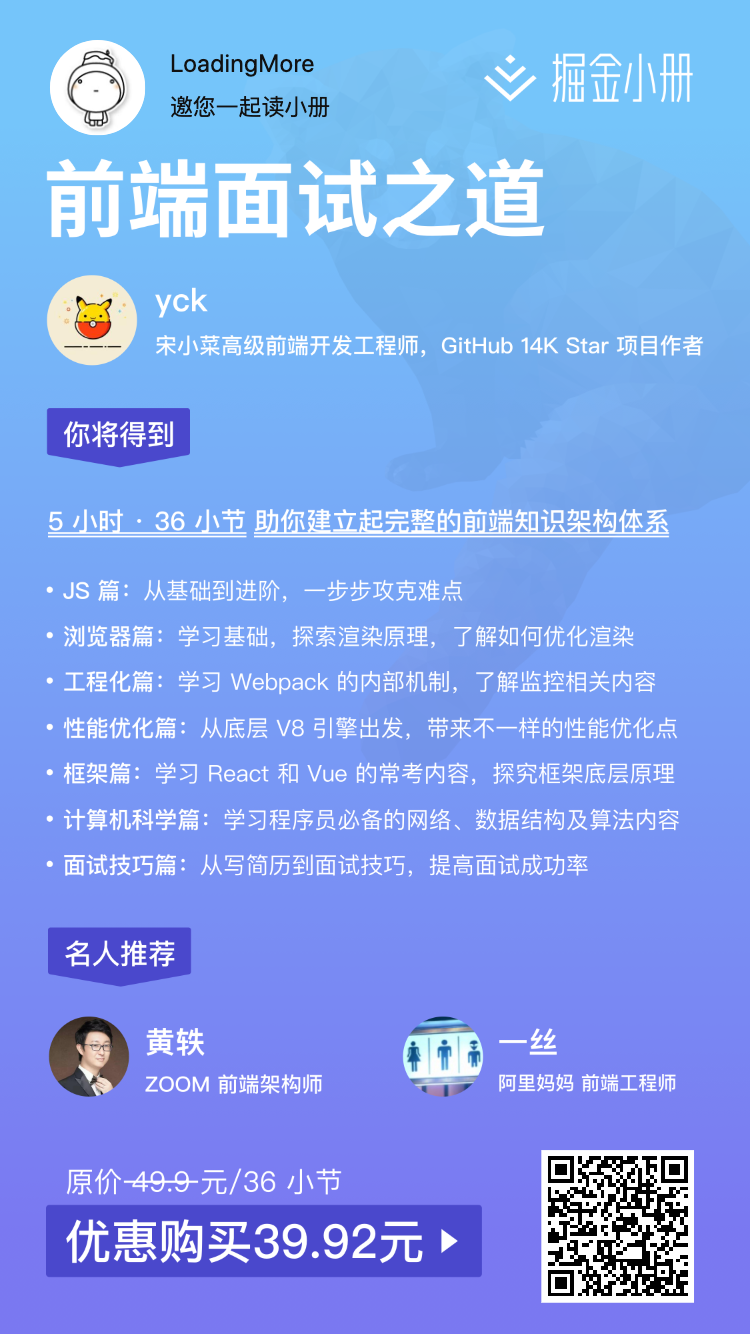 LoadingMore
邀您一起读小册
掘金小册
前端面试之道
yck
宋小菜高级前端开发工程师，GitHub 14K Star 项目作者
你将得到
5 小时 · 36 小节 助你建立起完整的前端知识架构体系
• JS 篇：从基础到进阶，一步步攻克难点
• 浏览器篇：学习基础，探索渲染原理，了解如何优化渲染
• 工程化篇：学习 Webpack 的内部机制，了解监控相关内容
• 性能优化篇：从底层 V8 引擎出发，带来不一样的性能优化点
• 框架篇：学习 React 和 Vue 的常考内容，探究框架底层原理
• 计算机科学篇：学习程序员必备的网络、数据结构及算法内容
• 面试技巧篇：从写简历到面试技巧，提高面试成功率
名人推荐
黄轶
ZOOM 前端架构师
一丝
阿里妈妈 前端工程师
原价 49.9 元/36 小节
优惠购买39.92元